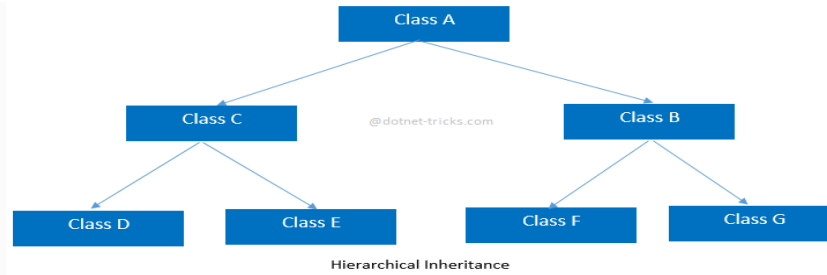 Class A
Class C
@dotnet-tricks.com
Class B
Class D
Class E
Class F
Class G
Hierarchical Inheritance